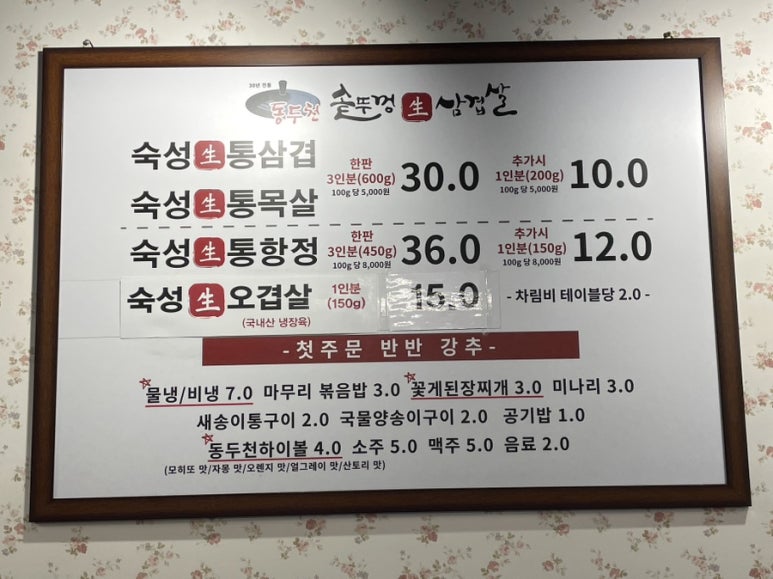 30년 전통
동두천 솥뚜껑 生 삼겹살
숙성 生 통삼겹
숙성 生 통목살
한판
3인분(600g)
100g 당 5,000원
30.0
추가시
1인분(200g)
100g 당 5,000원
10.0
숙성 生 통항정
한판
3인분(450g)
100g 당 8,000원
36.0
추가시
1인분(150g)
100g 당 8,000원
12.0
숙성 生 오겹살
(국내산 냉장육)
1인분
(150g)
15.0
- 차림비 테이블당 2.0 -
- 첫주문 반반 강추 -
물냉/비냉 7.0 마무리 볶음밥 3.0 꽃게된장찌개 3.0 미나리 3.0
새송이통구이 2.0 국물양송이구이 2.0 공기밥 1.0
동두천하이볼 4.0 소주 5.0 맥주 5.0 음료 2.0
(모히또 맛/자몽 맛/오렌지 맛/얼그레이 맛/산토리 맛)